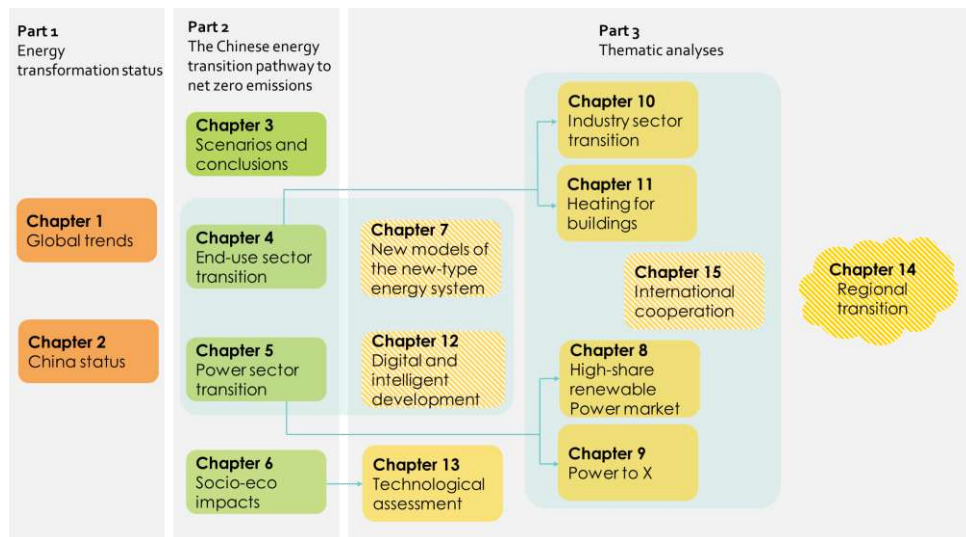 Part 1
Energy
transformation status
Part 2
The Chinese energy
transition pathway to
net zero emissions
Part 3
Thematic analyses
Chapter 1
Global trends
Chapter 2
China status
Chapter 3
Scenarios and
conclusions
Chapter 4
End-use sector
transition
Chapter 5
Power sector
transition
Chapter 6
Socio-eco
impacts
Chapter 7
New models of
the new-type
energy system
Chapter 12
Digital and
intelligent
development
Chapter 13
Technological
assessment
Chapter 10
Industry sector
transition
Chapter 11
Heating for
buildings
Chapter 15
International
cooperation
Chapter 8
High-share
renewable
Power market
Chapter 9
Power to X
Chapter 14
Regional
transition